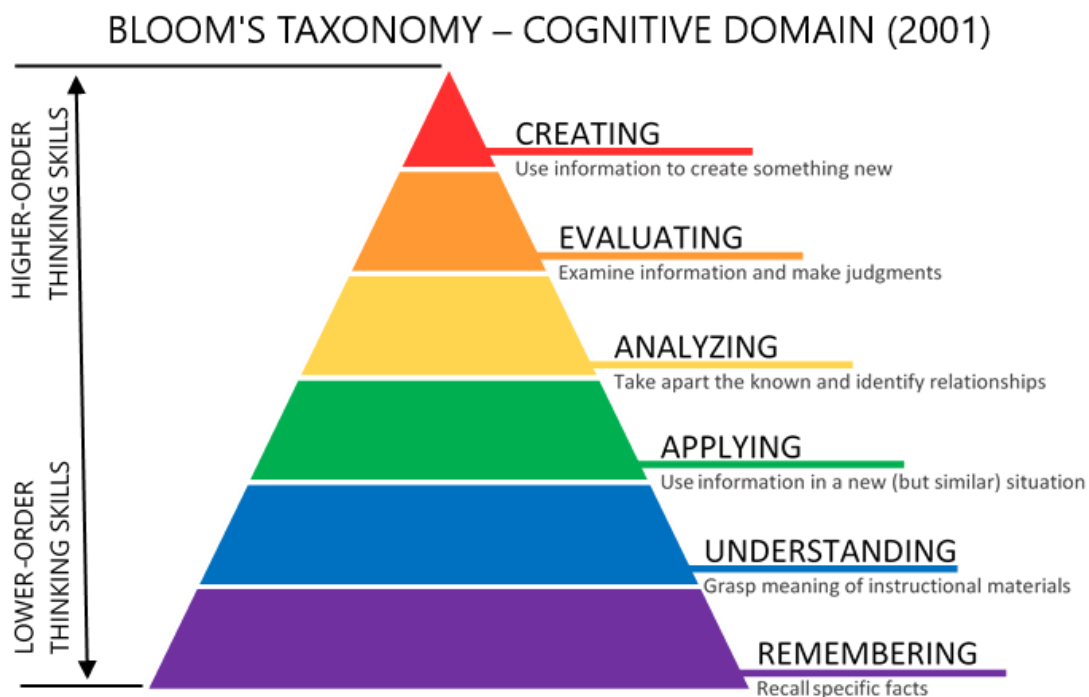 BLOOM'S TAXONOMY – COGNITIVE DOMAIN (2001)
HIGHER-ORDER
THINKING SKILLS
CREATING
Use information to create something new
EVALUATING
Examine information and make judgments
ANALYZING
Take apart the known and identify relationships
APPLYING
Use information in a new (but similar) situation
LOWER-ORDER
THINKING SKILLS
UNDERSTANDING
Grasp meaning of instructional materials
REMEMBERING
Recall specific facts